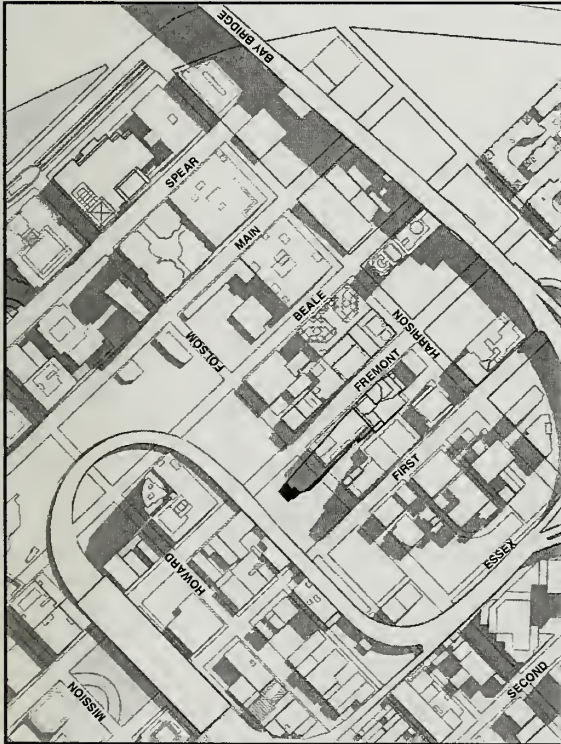 BAY BRIDGE
SPEAR
MAIN
FOLSOM
BEALE
FREMONT
HARRISON
FIRST
HOWARD
ESSEX
MISSION
SECOND